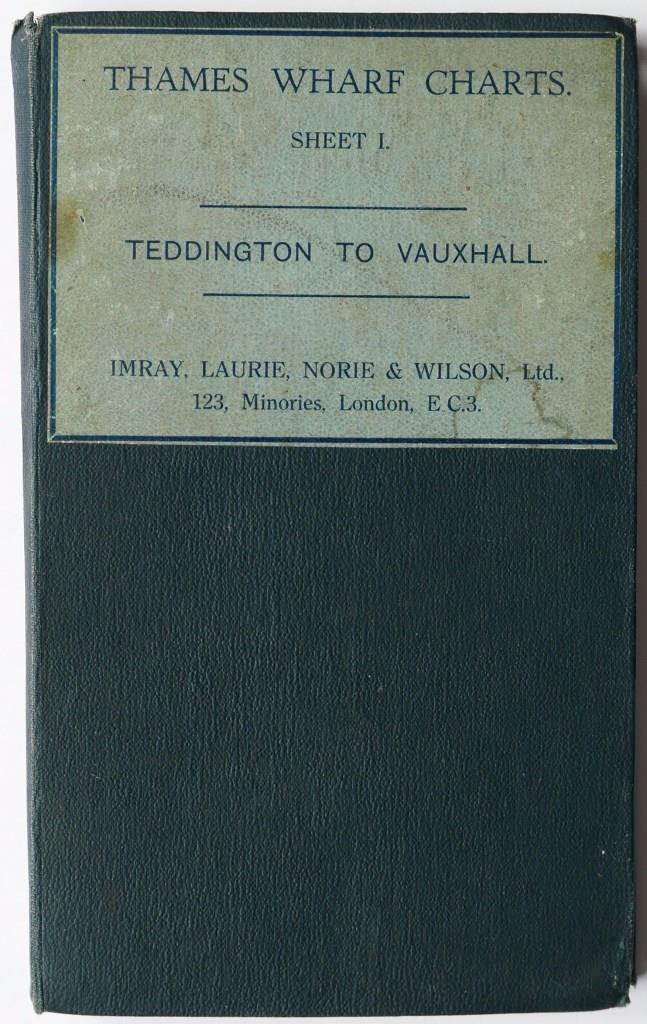 THAMES WHARF CHARTS.
SHEET I.
TEDDINGTON TO VAUXHALL.
IMRAY, LAURIE, NORIE & WILSON, Ltd.,
123, Minories, London, E C.3.